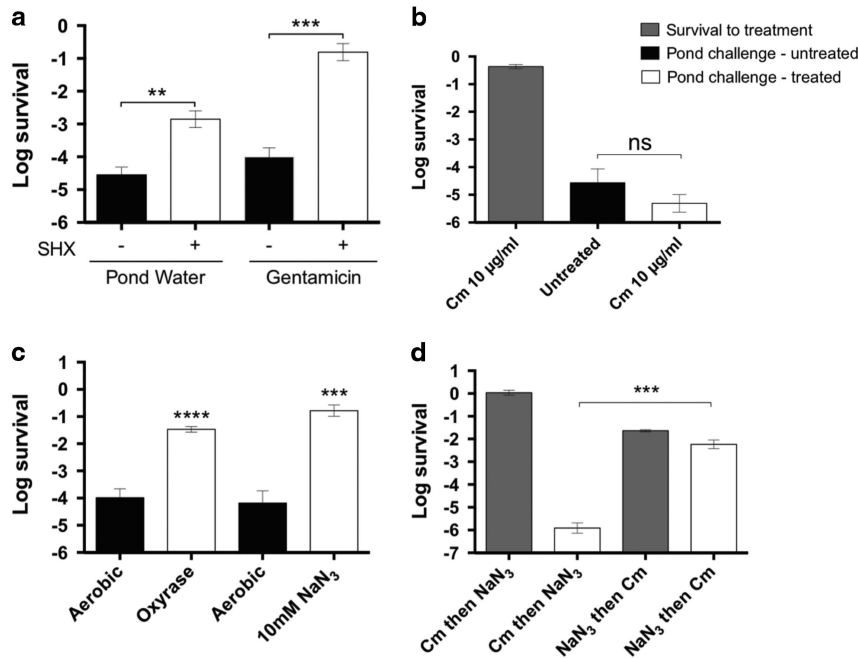 a
0
-1
-2
-3
-4
-5
-6
Log survival
**
***
SHX - + - +
Pond Water Gentamicin
b
Survival to treatment
Pond challenge - untreated
Pond challenge - treated
0
-1
-2
-3
-4
-5
-6
Log survival
ns
Cm 10 µg/ml
Untreated
Cm 10 µg/ml
c
1
0
-1
-2
-3
-4
-5
-6
Log survival
****
***
Aerobic
Oxyrase
Aerobic
10mM NaN₃
d
1
0
-1
-2
-3
-4
-5
-6
-7
Log survival
***
Cm then NaN₃
Cm then NaN₃
NaN₃ then Cm
NaN₃ then Cm